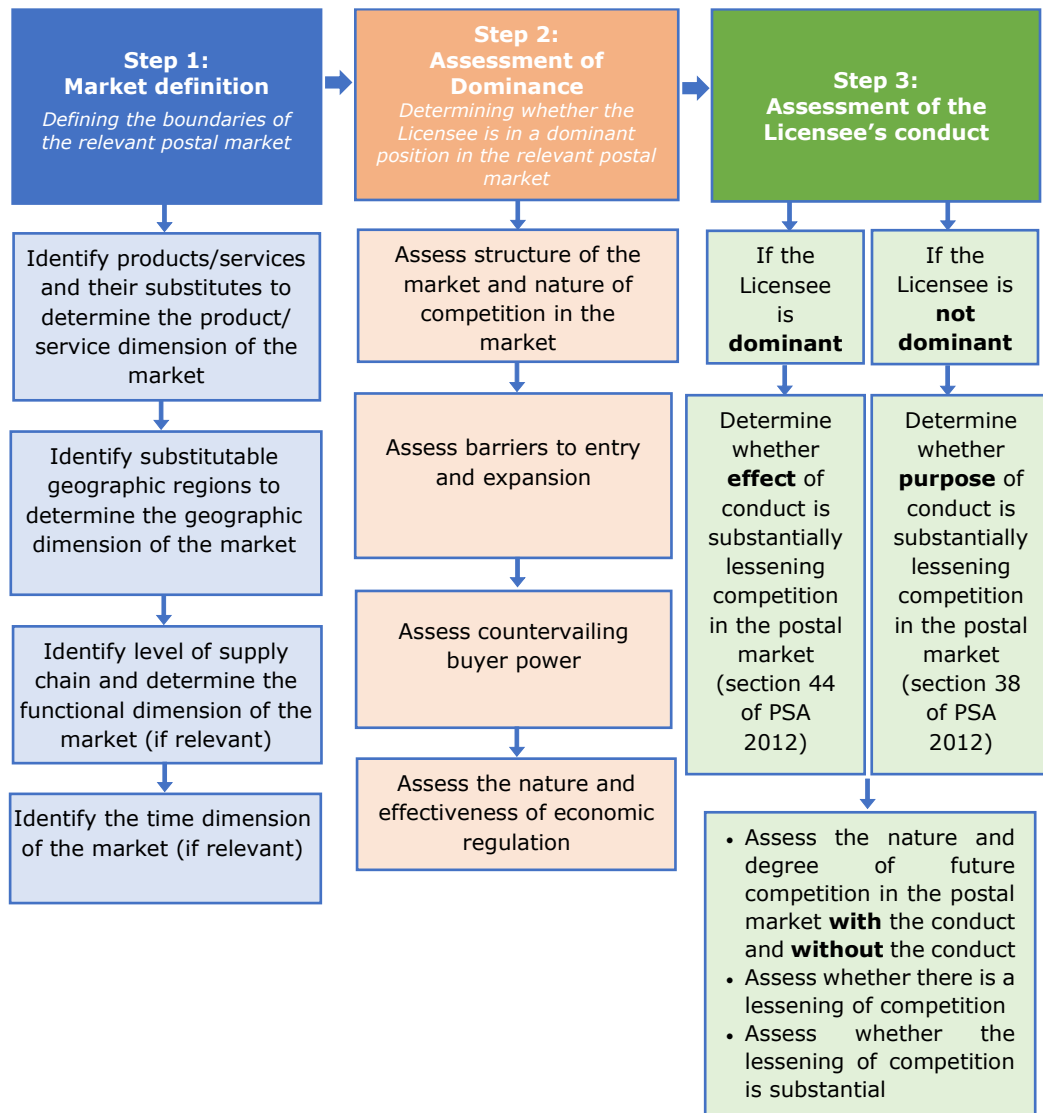 Step 1:
Market definition
Defining the boundaries of
the relevant postal market
Identify products/services
and their substitutes to
determine the product/
service dimension of the
market
Identify substitutable
geographic regions to
determine the geographic
dimension of the market
Identify level of supply
chain and determine the
functional dimension of the
market (if relevant)
Identify the time dimension
of the market (if relevant)
Step 2:
Assessment of
Dominance
Determining whether the
Licensee is in a dominant
position in the relevant postal
market
Assess structure of the
market and nature of
competition in the
market
Assess barriers to entry
and expansion
Assess countervailing
buyer power
Assess the nature and
effectiveness of economic
regulation
Step 3:
Assessment of the
Licensee’s conduct
If the
Licensee
is
dominant
Determine
whether
effect of
conduct is
substantially
lessening
competition
in the postal
market
(section 44
of PSA
2012)
If the
Licensee is
not
dominant
Determine
whether
purpose of
conduct is
substantially
lessening
competition
in the postal
market
(section 38
of PSA
2012)
• Assess the nature and
degree of future
competition in the postal
market with the conduct
and without the conduct
• Assess whether there is a
lessening of competition
• Assess whether the
lessening of competition
is substantial